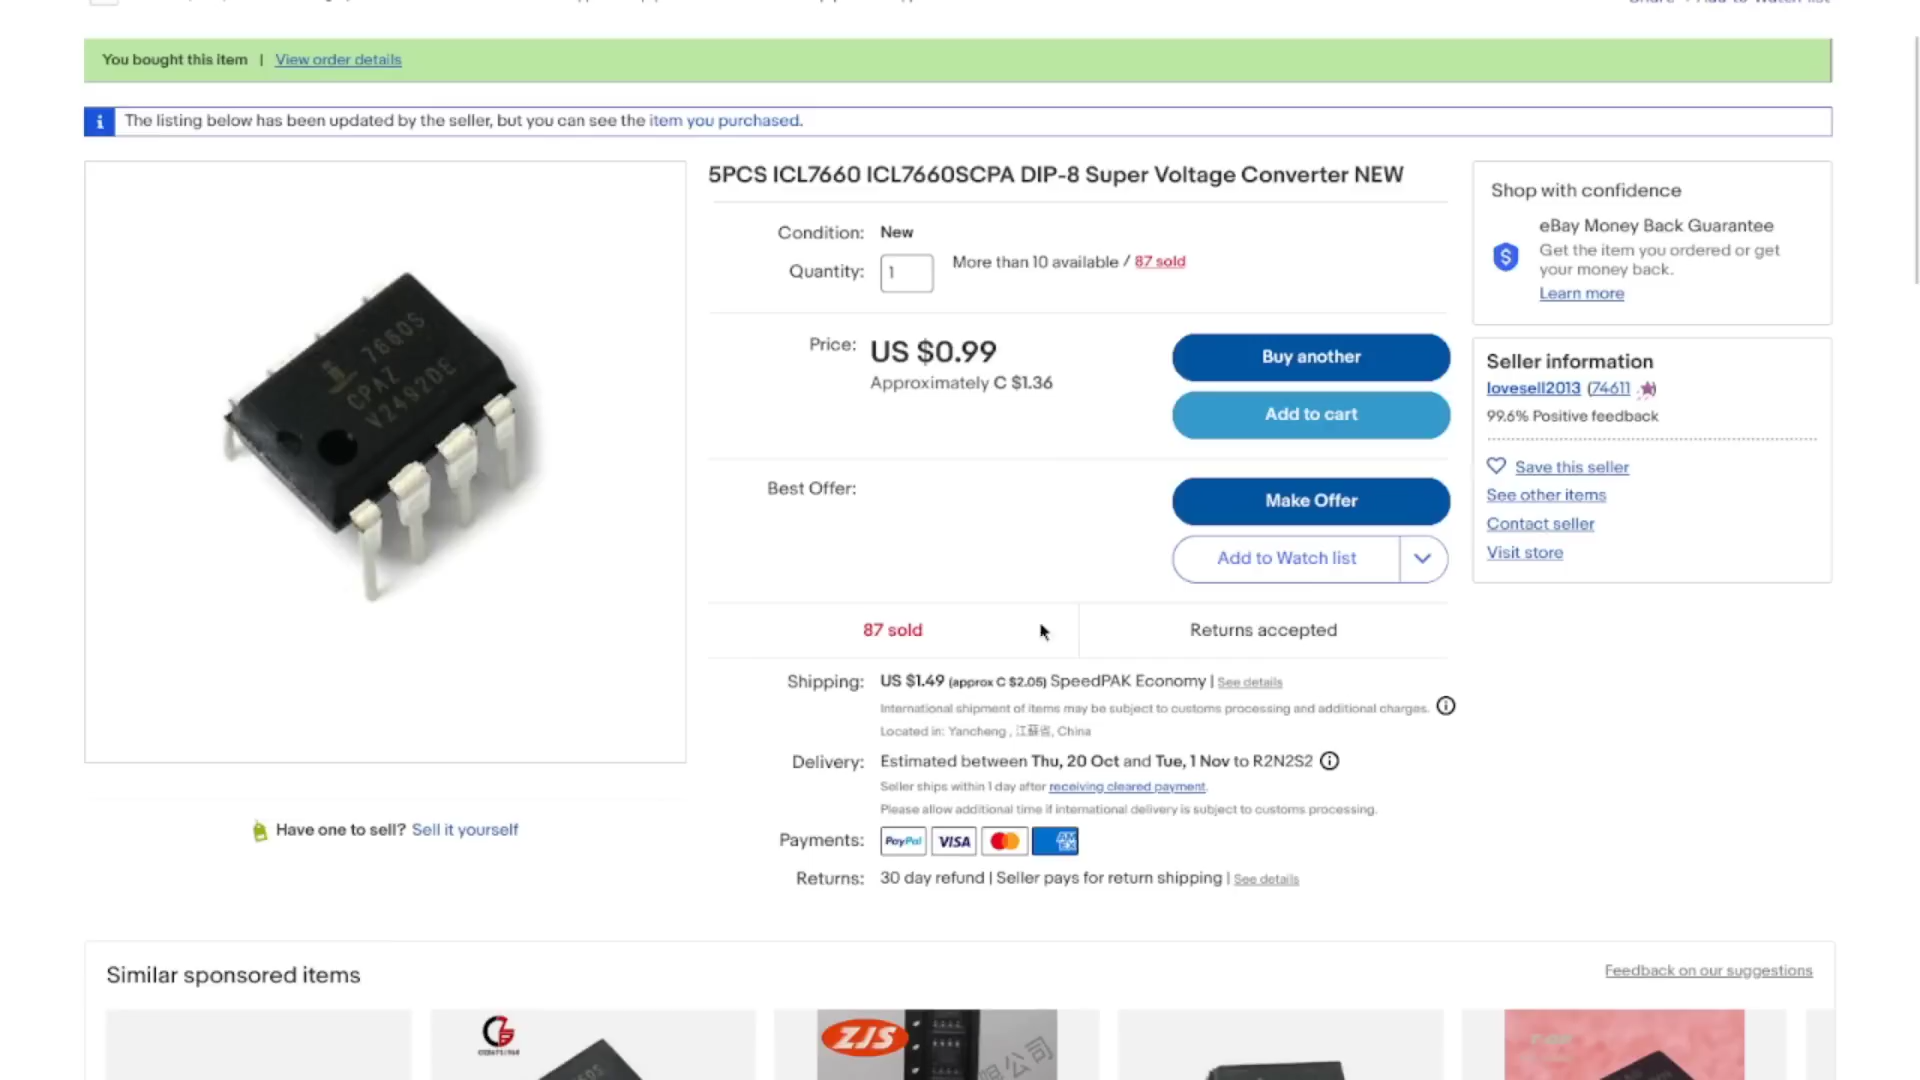 You bought this item | View order details
i The listing below has been updated by the seller, but you can see the item you purchased.
5PCS ICL7660 ICL7660SCPA DIP-8 Super Voltage Converter NEW
Condition: New
Quantity: 1 More than 10 available / 87 sold
Price: US $0.99
Approximately C $1.36
Buy another
Add to cart
Best Offer:
Make Offer
Add to Watch list
87 sold
Returns accepted
Shipping: US $1.49 (approx C $2.05) SpeedPAK Economy | See details
International shipment of items may be subject to customs processing and additional charges.
Located in: Yancheng , 江蘇省, China
Delivery: Estimated between Thu, 20 Oct and Tue, 1 Nov to R2N2S2
Seller ships within 1 day after receiving cleared payment.
Please allow additional time if international delivery is subject to customs processing.
Payments: PayPal VISA AMEX
Returns: 30 day refund | Seller pays for return shipping | See details
Shop with confidence
eBay Money Back Guarantee
Get the item you ordered or get
your money back.
Learn more
Seller information
lovesell2013 (74611)
99.6% Positive feedback
Save this seller
See other items
Contact seller
Visit store
7660S
CPAZ
V2492DE
Have one to sell? Sell it yourself
Similar sponsored items
Feedback on our suggestions
ZJS